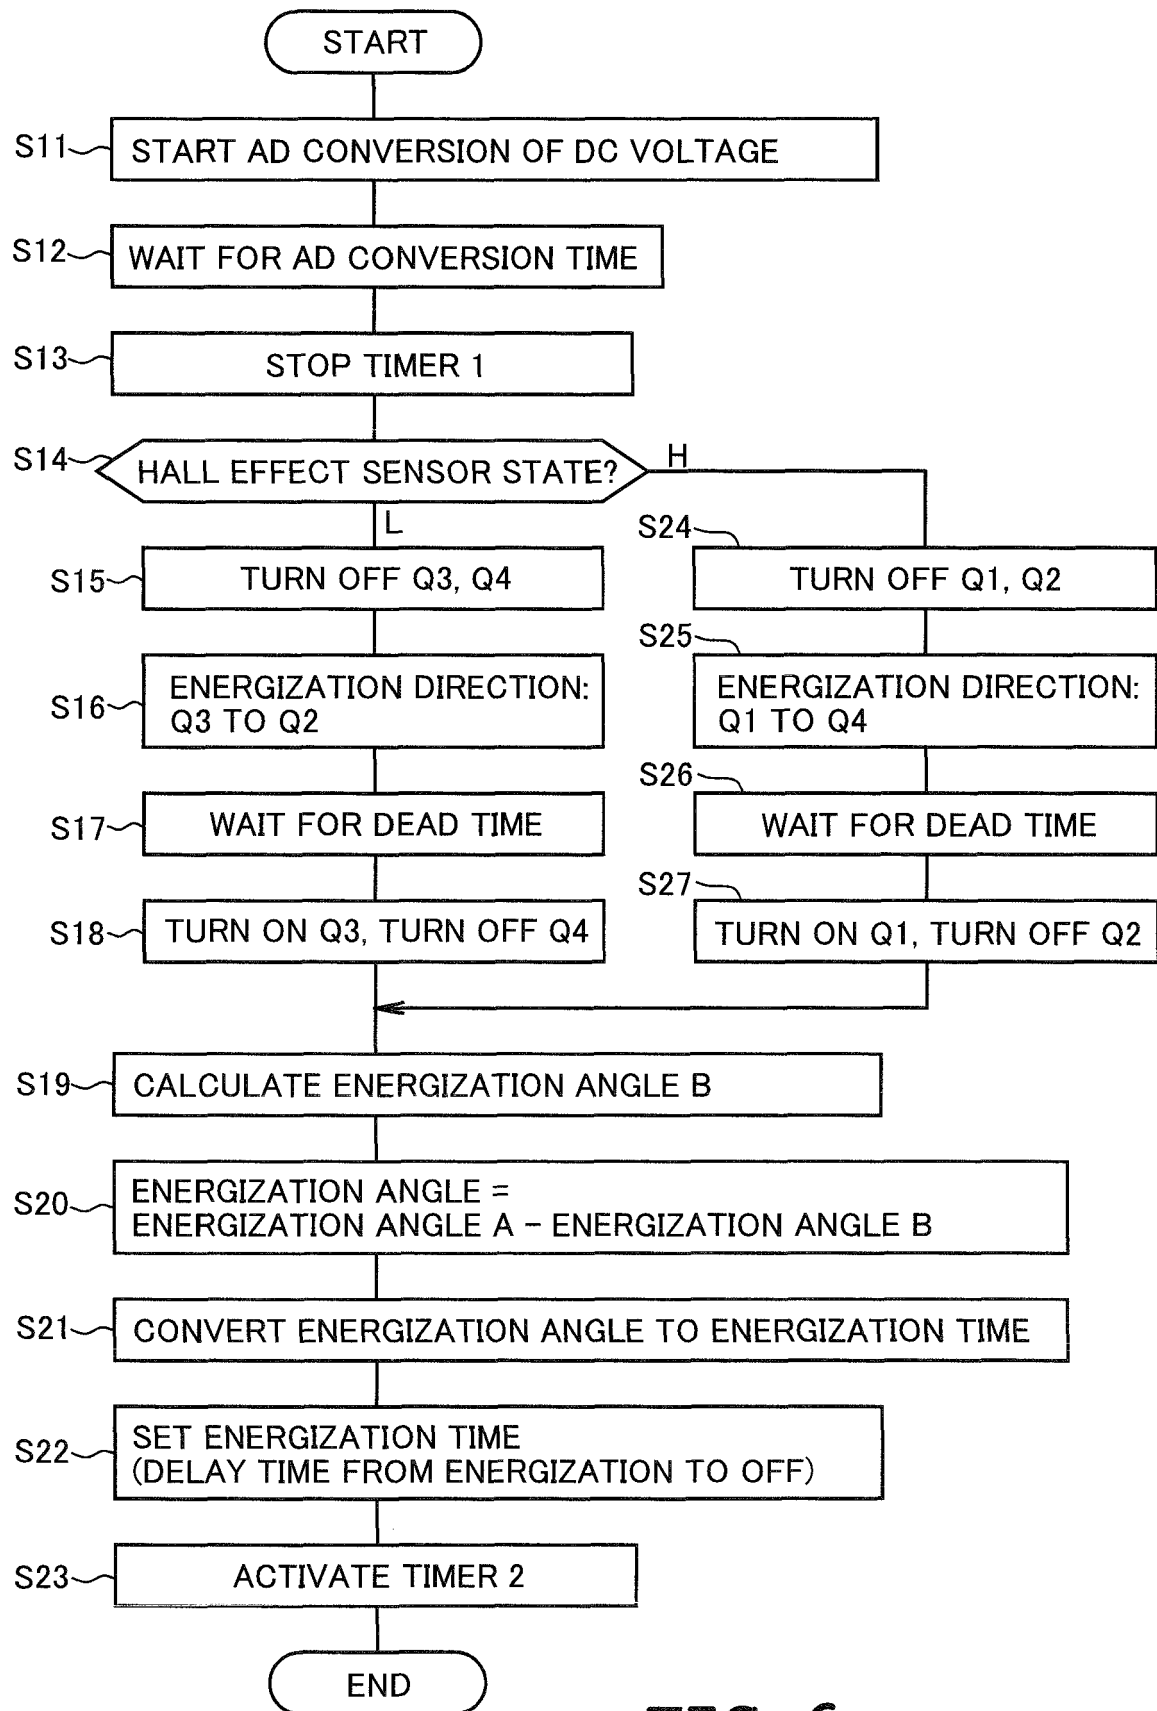 START
S11
START AD CONVERSION OF DC VOLTAGE
S12
WAIT FOR AD CONVERSION TIME
S13
STOP TIMER 1
S14
HALL EFFECT SENSOR STATE?
H
L
S15
TURN OFF Q3, Q4
S16
ENERGIZATION DIRECTION:
Q3 TO Q2
S17
WAIT FOR DEAD TIME
S18
TURN ON Q3, TURN OFF Q4
S24
TURN OFF Q1, Q2
S25
ENERGIZATION DIRECTION:
Q1 TO Q4
S26
WAIT FOR DEAD TIME
S27
TURN ON Q1, TURN OFF Q2
S19
CALCULATE ENERGIZATION ANGLE B
S20
ENERGIZATION ANGLE =
ENERGIZATION ANGLE A − ENERGIZATION ANGLE B
S21
CONVERT ENERGIZATION ANGLE TO ENERGIZATION TIME
S22
SET ENERGIZATION TIME
(DELAY TIME FROM ENERGIZATION TO OFF)
S23
ACTIVATE TIMER 2
END